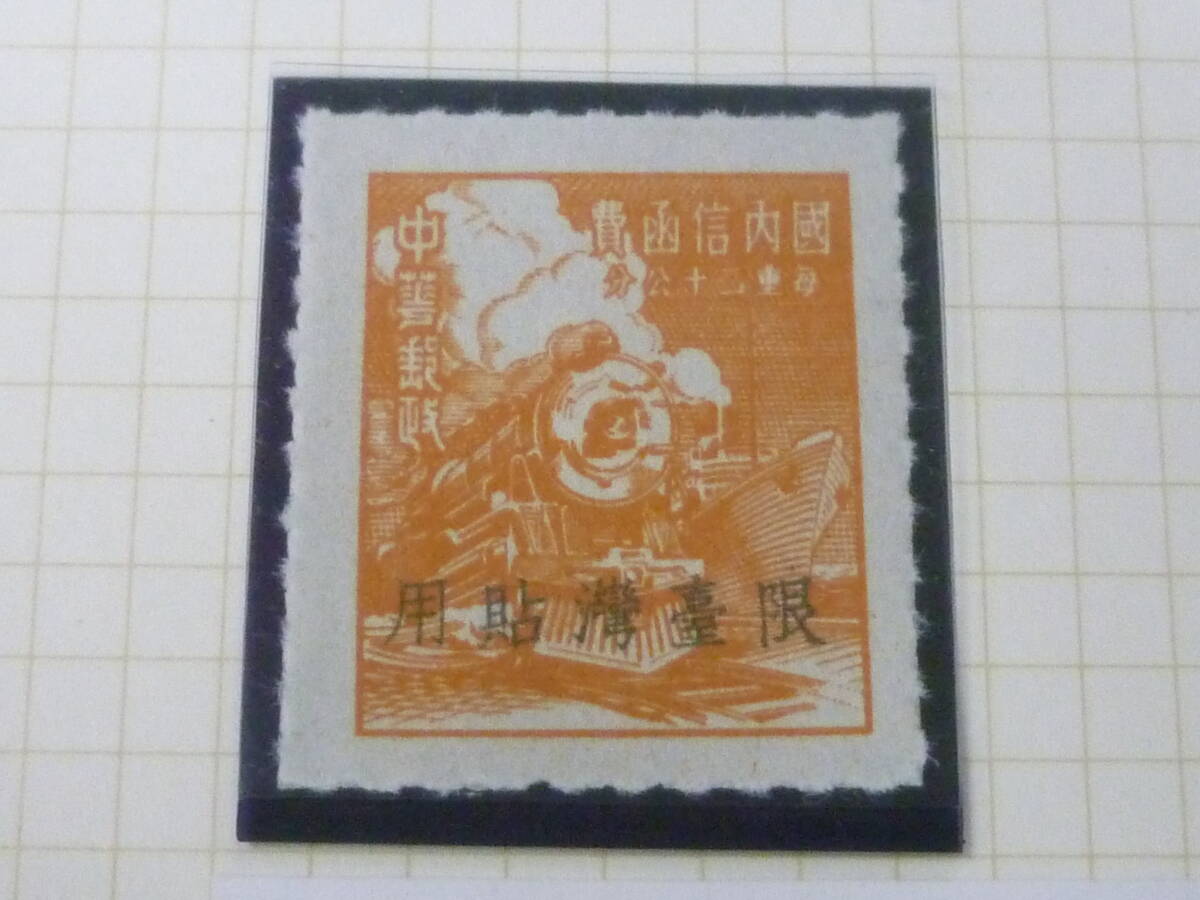 國內信函費
每重二十公分
中華郵政
限臺灣貼用